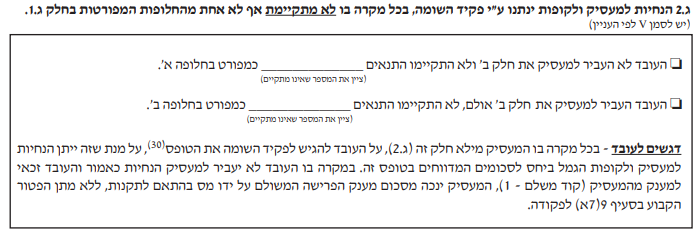 ג.2 הנחיות למעסיק ולקופות ינתנו ע״י פקיד השומה, בכל מקרה בו לא מתקיימת אף לא אחת מהחלופות המפורטות בחלק ג.1.
(יש לסמן V לפי העניין)
העובד לא העביר למעסיק את חלק ב׳ ולא התקיימו התנאים ______________ כמפורט בחלופה א׳.
(ציין את המספר שאינו מתקיים)
העובד העביר למעסיק את חלק ב׳ אולם, לא התקיימו התנאים ______________ כמפורט בחלופה ב׳.
(ציין את המספר שאינו מתקיים)
דגשים לעובד - בכל מקרה בו המעסיק מילא חלק זה (ג.2), על העובד להגיש לפקיד השומה את הטופס(30), על מנת שזה ייתן הנחיות
למעסיק ולקופות הגמל ביחס לסכומים המדווחים בטופס זה. במקרה בו העובד לא יעביר למעסיק הנחיות כאמור והעובד זכאי
למענק מהמעסיק (קוד משלם - 1), המעסיק ינכה מסכום מענק הפרישה המשולם על ידו מס בהתאם לתקנות, ללא מתן הפטור
הקבוע בסעיף 9(7א) לפקודה.